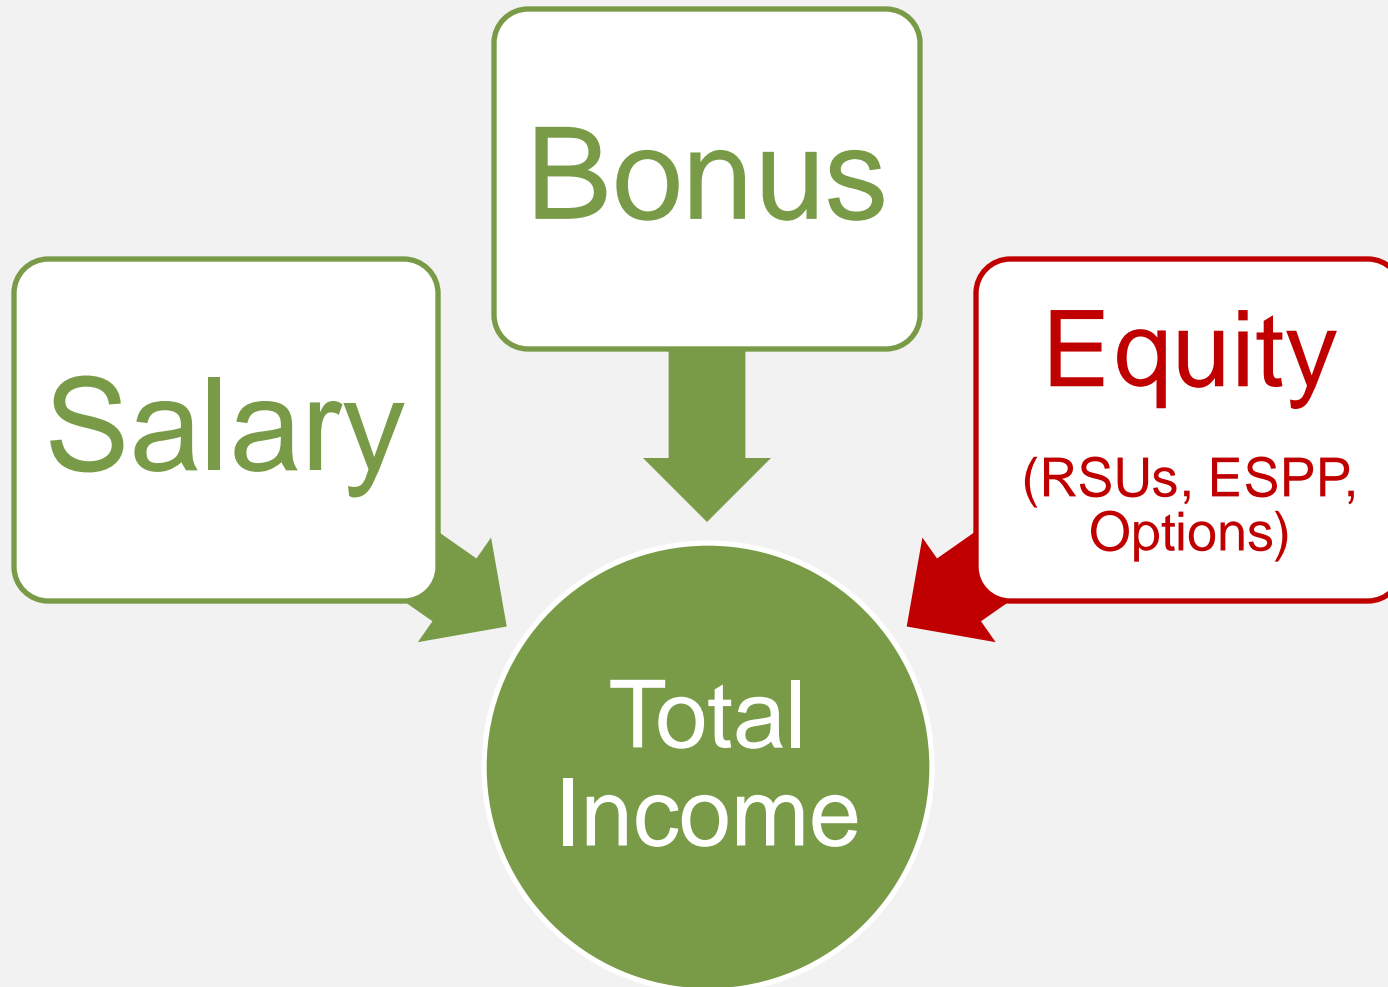 Bonus
Salary
Equity
(RSUs, ESPP,
Options)
Total
Income